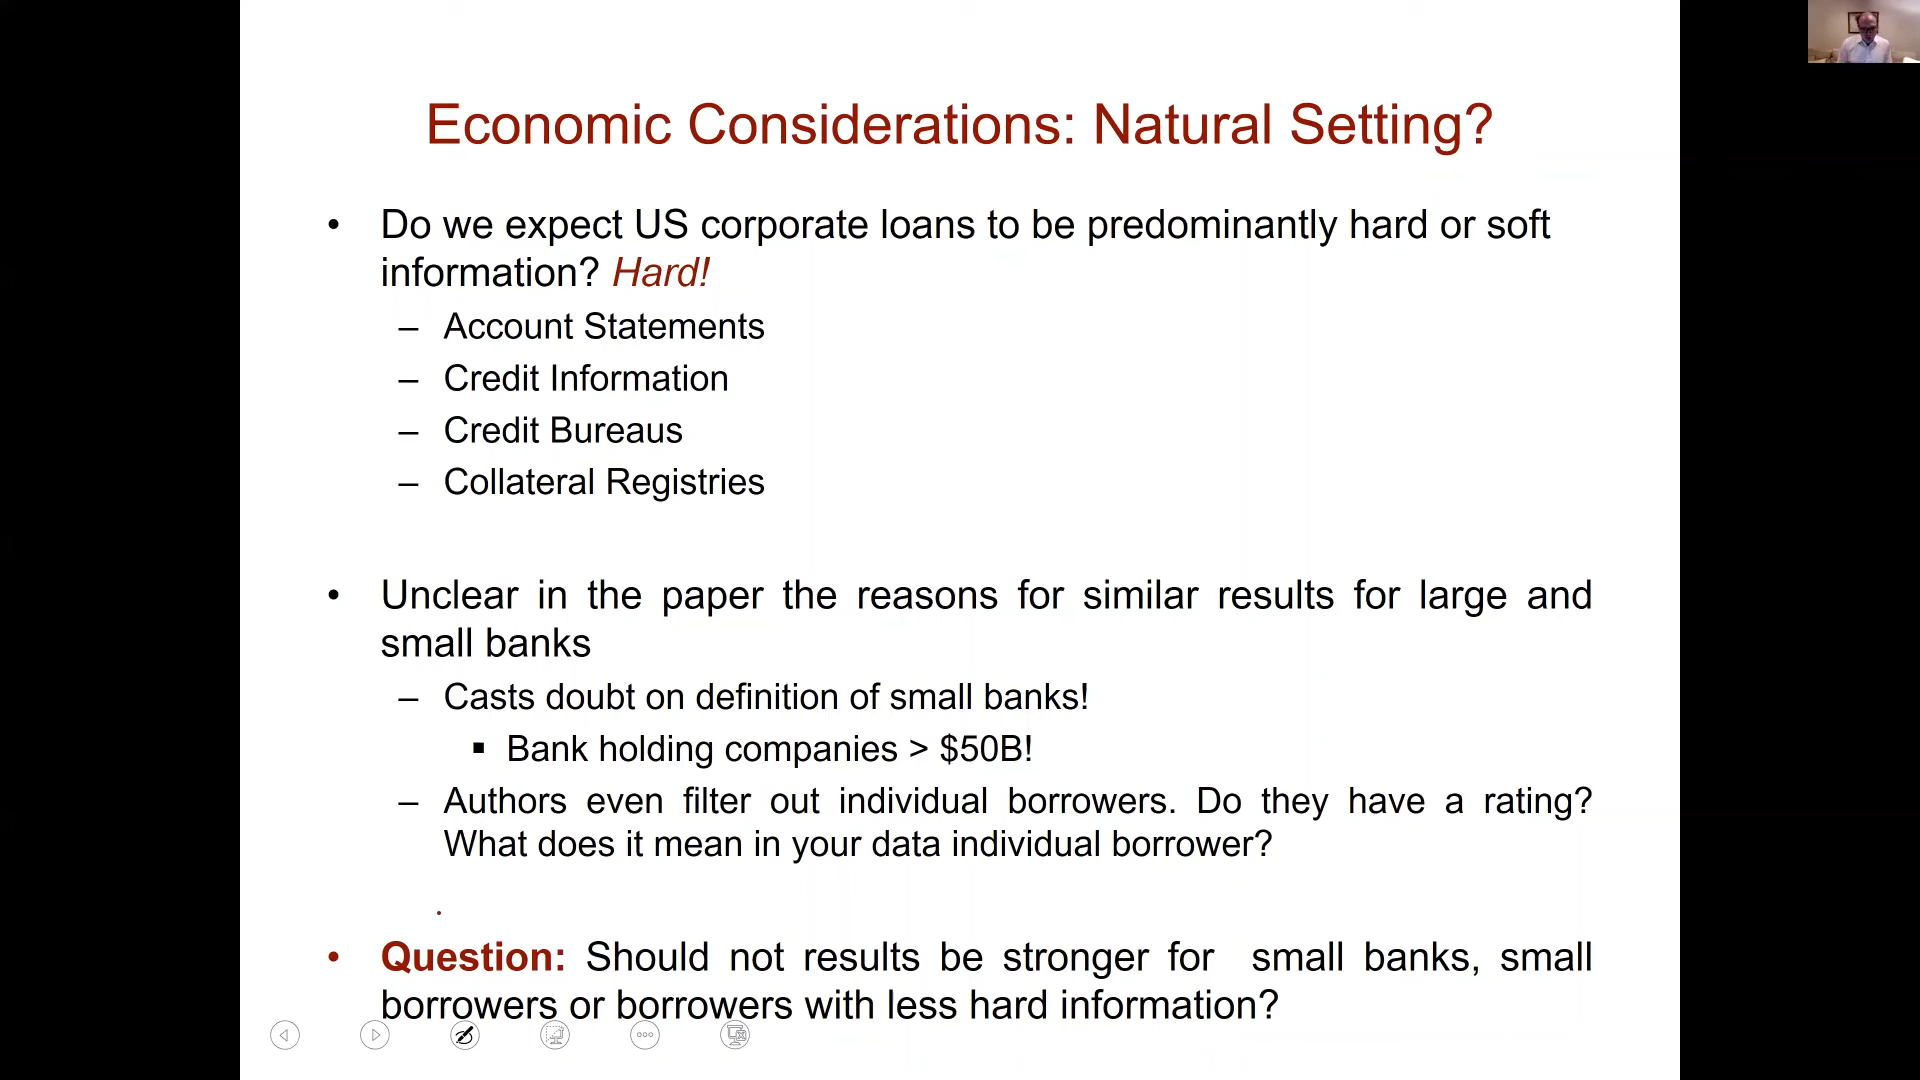 Economic Considerations: Natural Setting?
• Do we expect US corporate loans to be predominantly hard or soft
information? Hard!
– Account Statements
– Credit Information
– Credit Bureaus
– Collateral Registries
• Unclear in the paper the reasons for similar results for large and
small banks
– Casts doubt on definition of small banks!
▪ Bank holding companies > $50B!
– Authors even filter out individual borrowers. Do they have a rating?
What does it mean in your data individual borrower?
• Question: Should not results be stronger for small banks, small
borrowers or borrowers with less hard information?